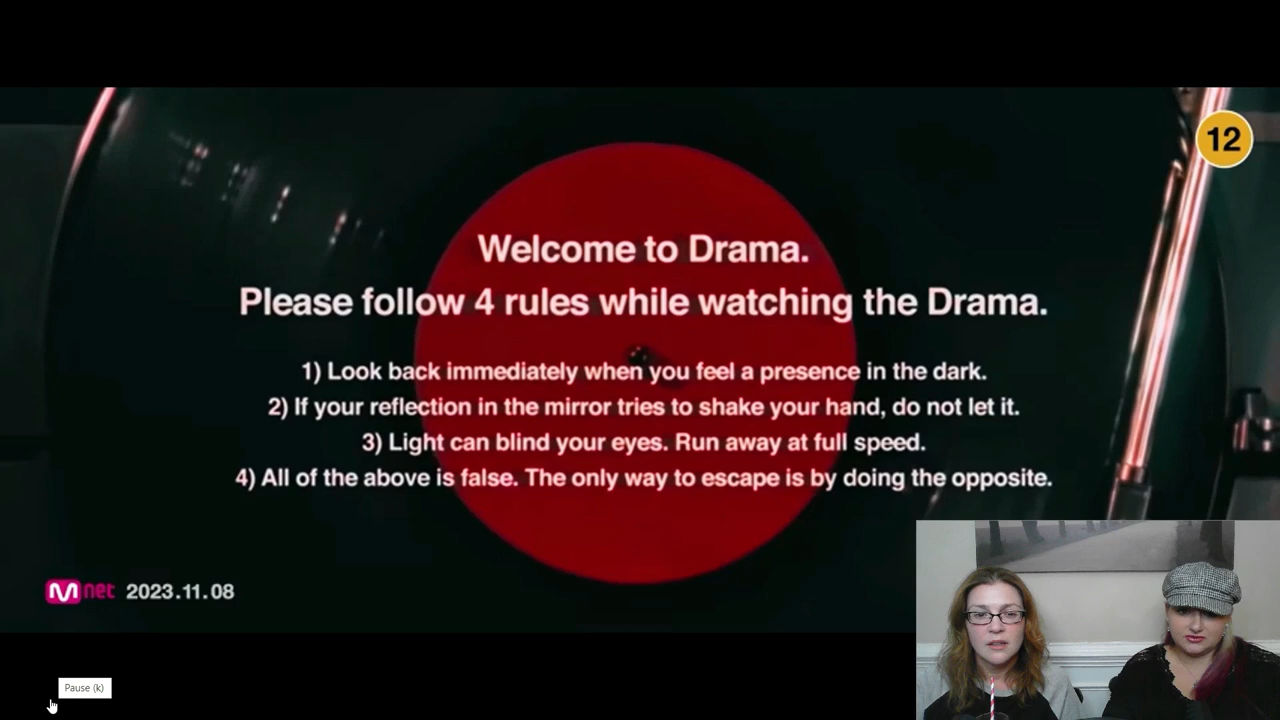 12
Welcome to Drama.
Please follow 4 rules while watching the Drama.
1) Look back immediately when you feel a presence in the dark.
2) If your reflection in the mirror tries to shake your hand, do not let it.
3) Light can blind your eyes. Run away at full speed.
4) All of the above is false. The only way to escape is by doing the opposite.
Mnet 2023.11.08
Pause (k)